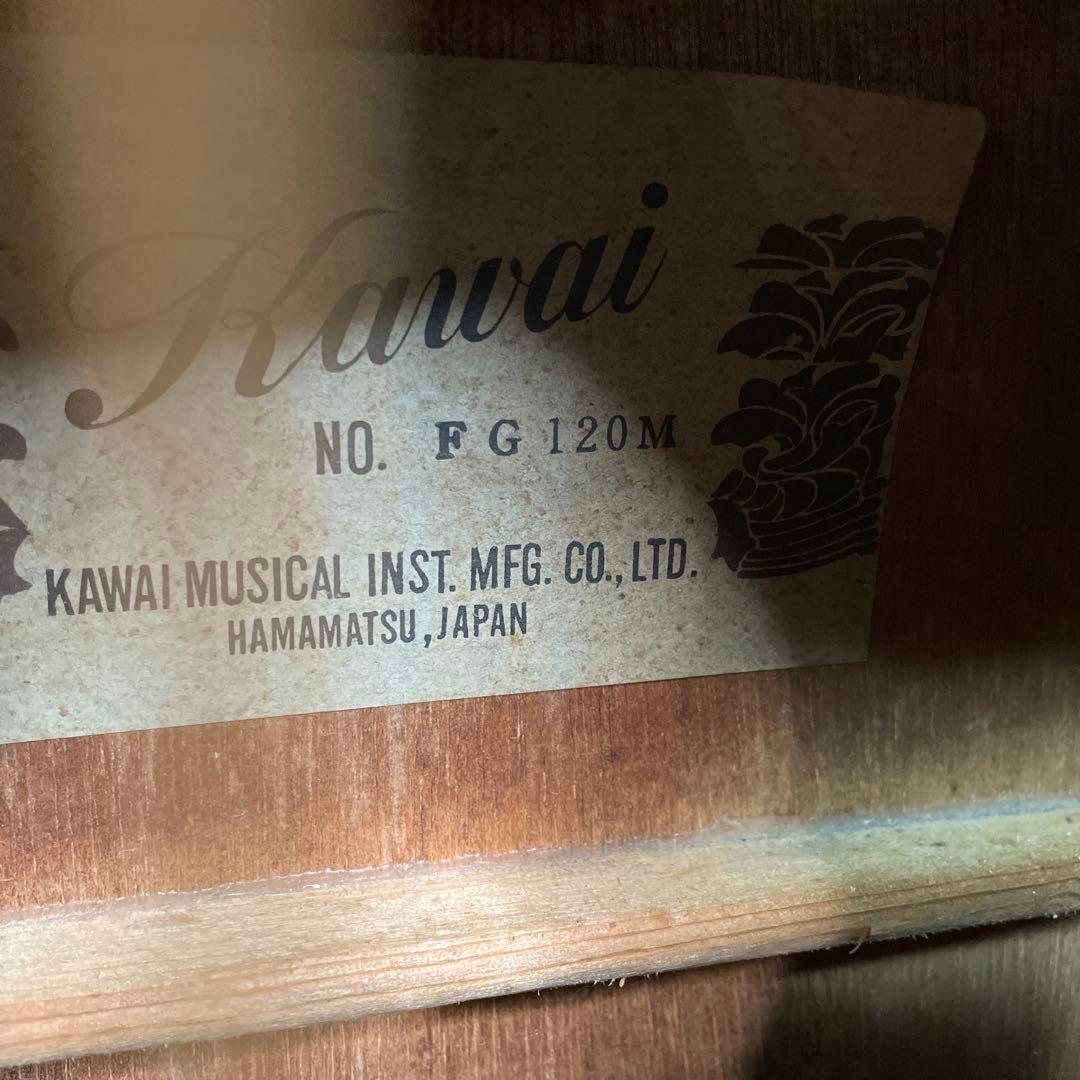 Kawai
NO. FG120M
KAWAI MUSICAL INST. MFG. CO., LTD.
HAMAMATSU, JAPAN